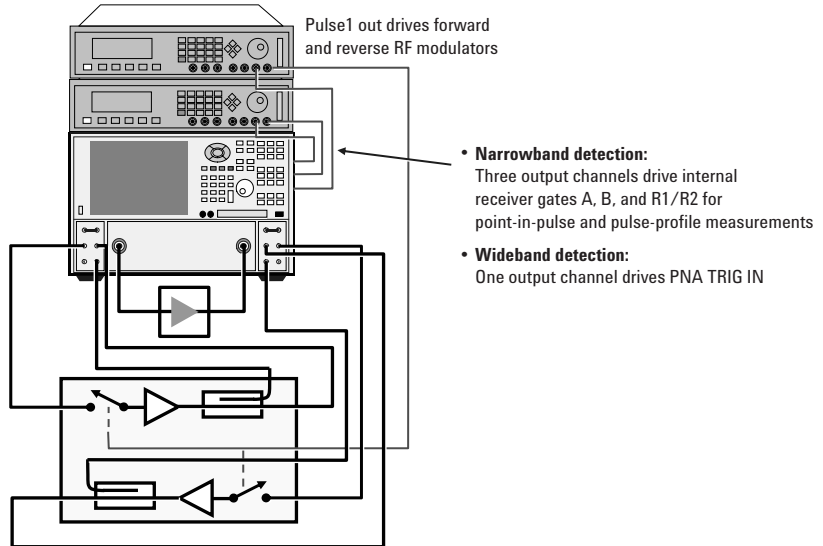 Pulse1 out drives forward
and reverse RF modulators
• Narrowband detection:
Three output channels drive internal
receiver gates A, B, and R1/R2 for
point-in-pulse and pulse-profile measurements
• Wideband detection:
One output channel drives PNA TRIG IN